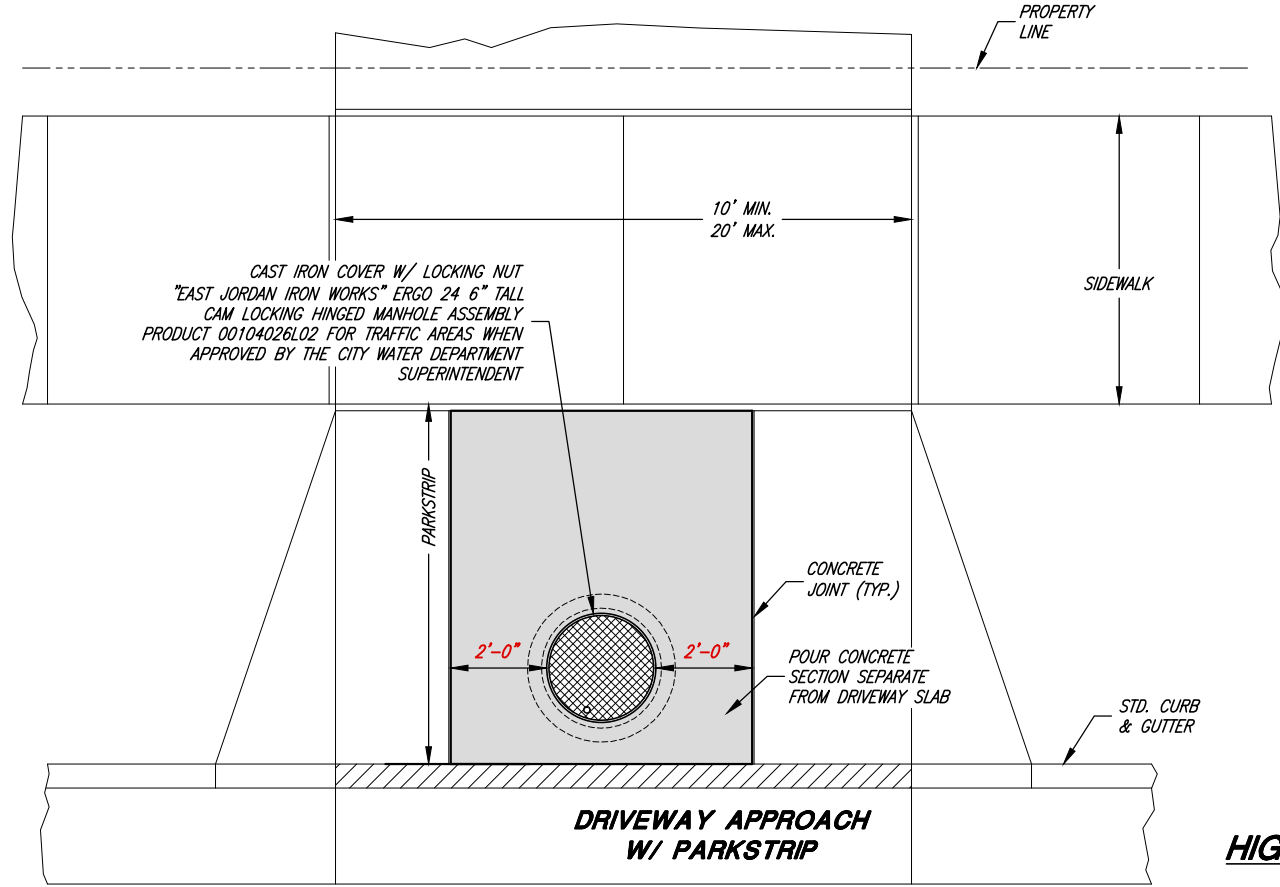 PROPERTY
LINE
10' MIN.
20' MAX.
CAST IRON COVER W/ LOCKING NUT
"EAST JORDAN IRON WORKS" ERGO 24 6" TALL
CAM LOCKING HINGED MANHOLE ASSEMBLY
PRODUCT 00104026L02 FOR TRAFFIC AREAS WHEN
APPROVED BY THE CITY WATER DEPARTMENT
SUPERINTENDENT
SIDEWALK
PARKSTRIP
CONCRETE
JOINT (TYP.)
2'-0"
2'-0"
POUR CONCRETE
SECTION SEPARATE
FROM DRIVEWAY SLAB
STD. CURB
& GUTTER
DRIVEWAY APPROACH
W/ PARKSTRIP
HIG